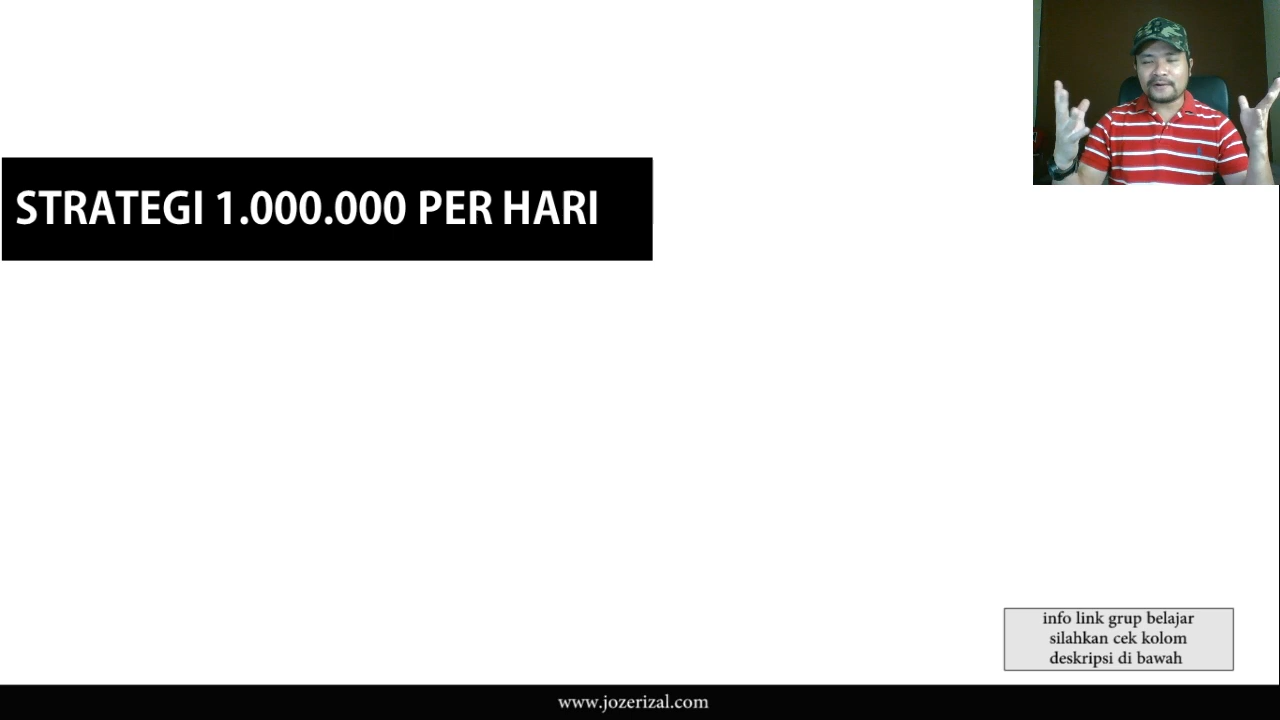 STRATEGI 1.000.000 PER HARI
info link grup belajar
silahkan cek kolom
deskripsi di bawah
www.jozerizal.com